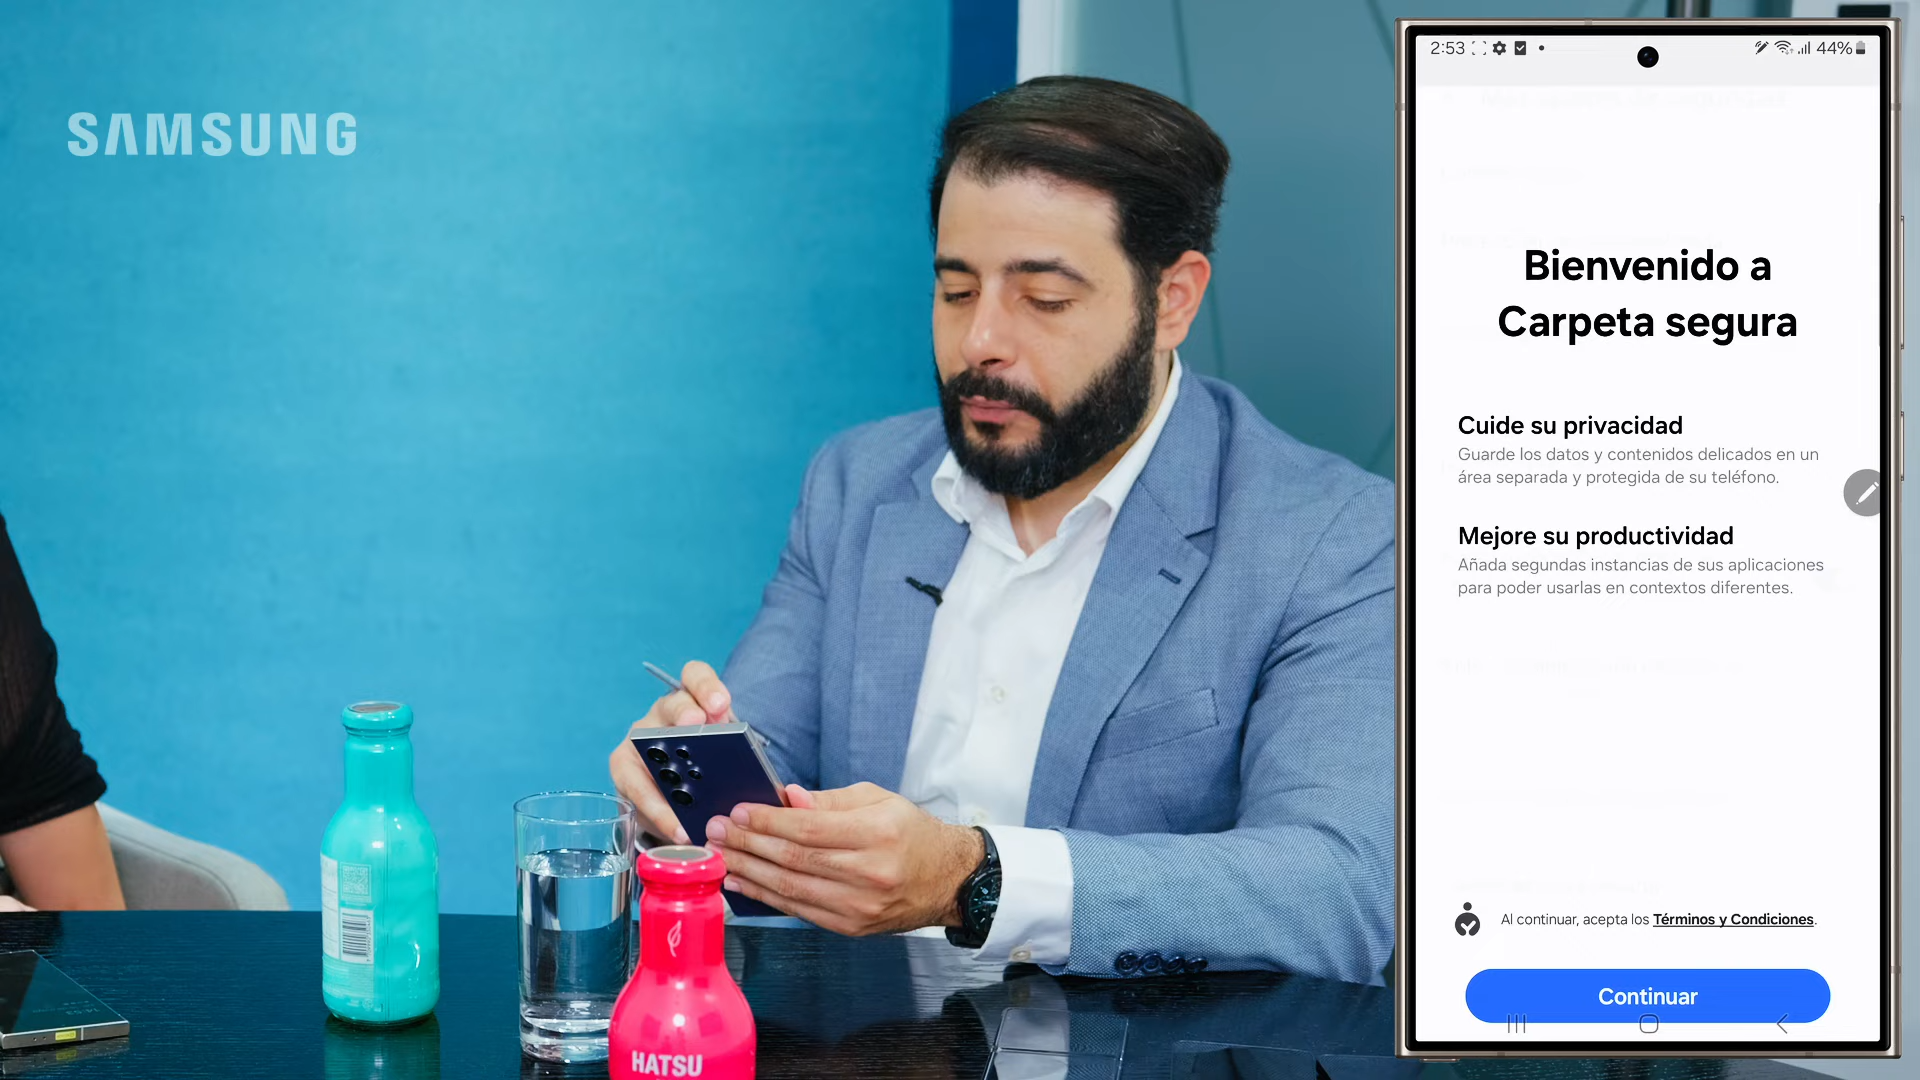 SAMSUNG
2:53
44%
Bienvenido a
Carpeta segura
Cuide su privacidad
Guarde los datos y contenidos delicados en un
área separada y protegida de su teléfono.
Mejore su productividad
Añada segundas instancias de sus aplicaciones
para poder usarlas en contextos diferentes.
Al continuar, acepta los Términos y Condiciones.
Continuar
HATSU